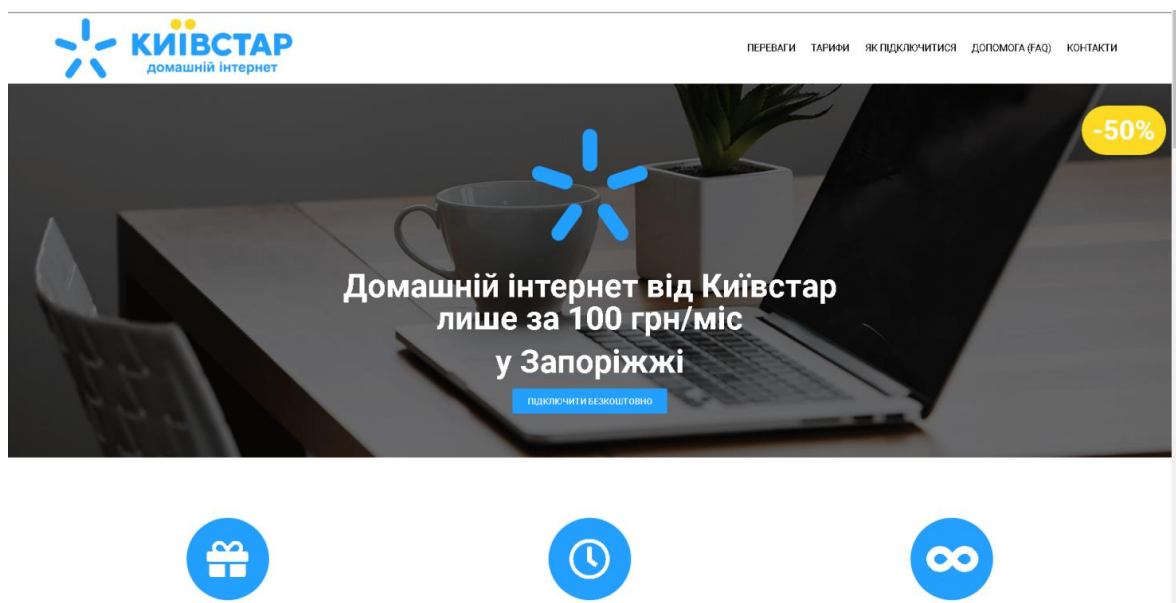 КИЇВСТАР
домашній інтернет
ПЕРЕВАГИ ТАРИФИ ЯК ПІДКЛЮЧИТИСЯ ДОПОМОГА (FAQ) КОНТАКТИ
-50%
Домашній інтернет від Київстар
лише за 100 грн/міс
у Запоріжжі
ПІДКЛЮЧИТИ БЕЗКОШТОВНО